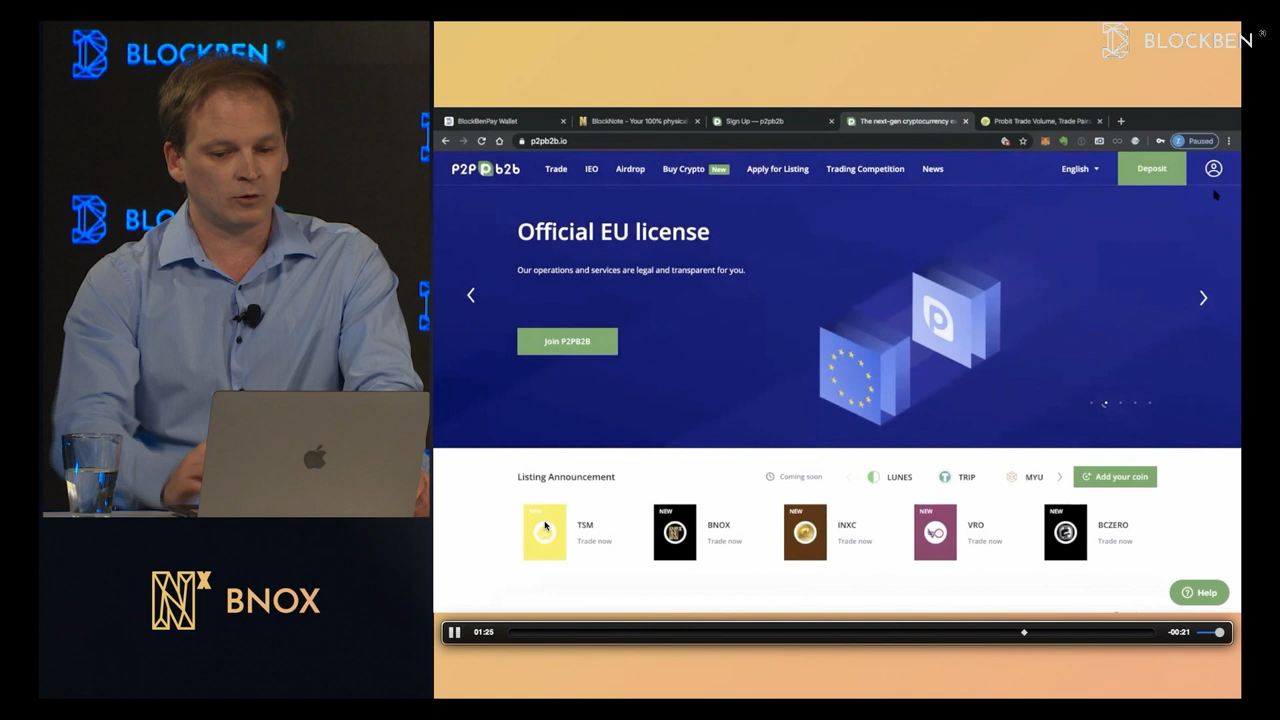 BLOCKBEN
BLOCKBEN ®
BlockBenPay Wallet
BlockNote - Your 100% physica
Sign Up — p2pb2b
The next-gen cryptocurrency e
Probit Trade Volume, Trade Pair
p2pb2b.io
Paused
P2P b2b
Trade
IEO
Airdrop
Buy Crypto New
Apply for Listing
Trading Competition
News
English
Deposit
Official EU license
Our operations and services are legal and transparent for you.
Join P2PB2B
Listing Announcement
Coming soon
LUNES
TRIP
MYU
Add your coin
NEW
TSM
Trade now
NEW
BNOX
Trade now
NEW
INXC
Trade now
NEW
VRO
Trade now
NEW
BCZERO
Trade now
Help
01:25
-00:21
BNOX